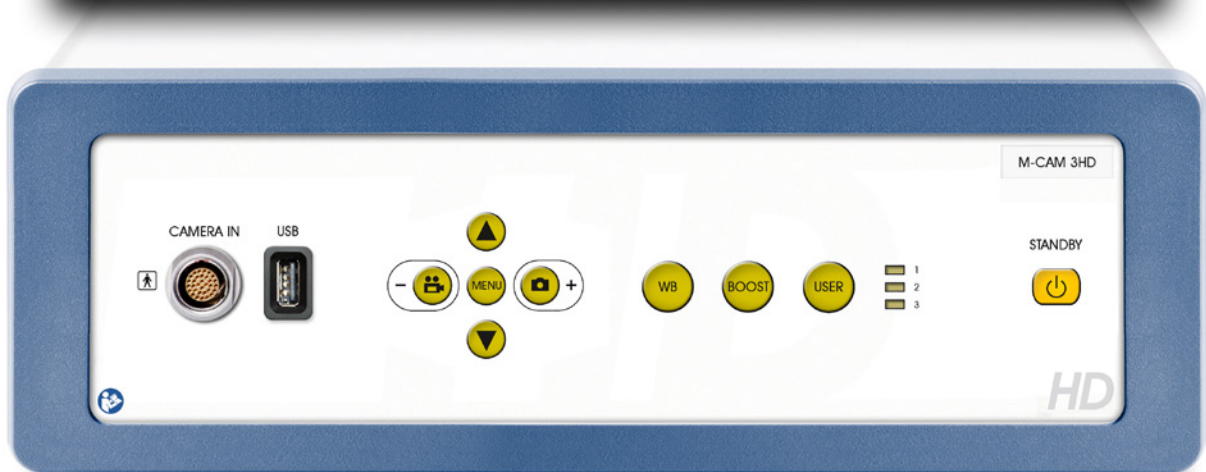 M-CAM 3HD
CAMERA IN
USB
STANDBY
- MENU +
WB
BOOST
USER
1
2
3
HD